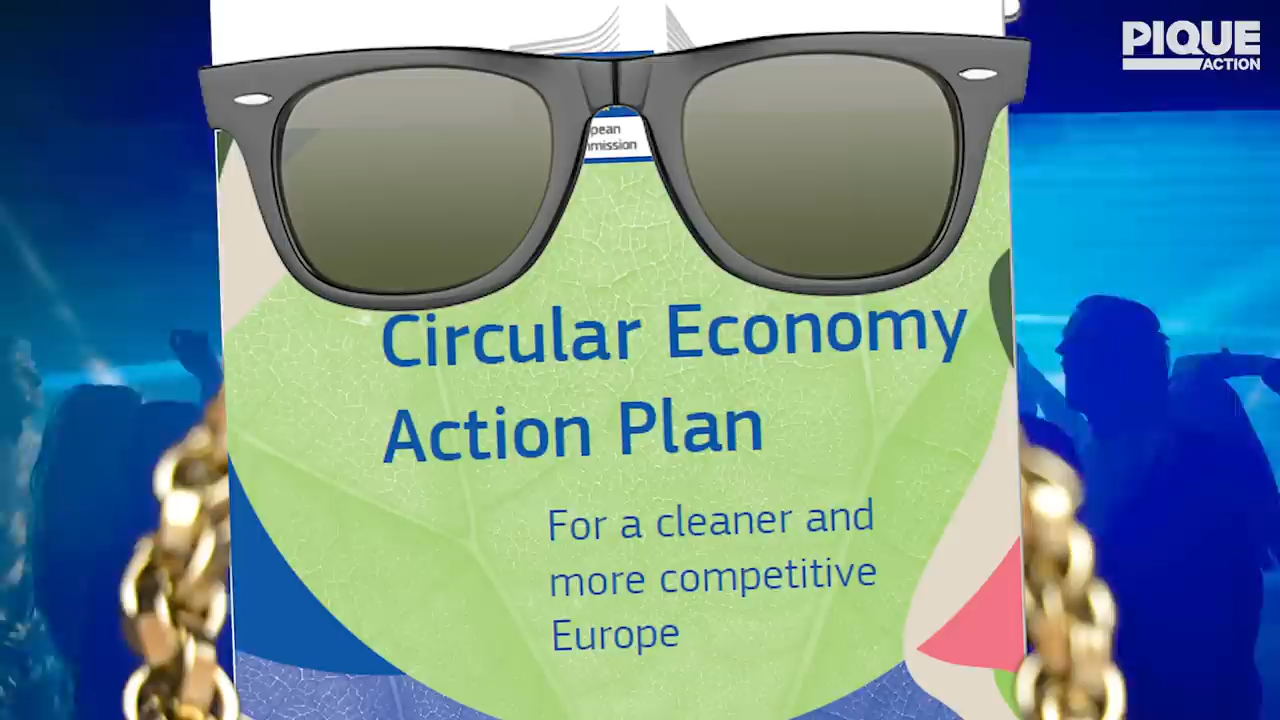 PIQUE
ACTION
Circular Economy
Action Plan
For a cleaner and
more competitive
Europe